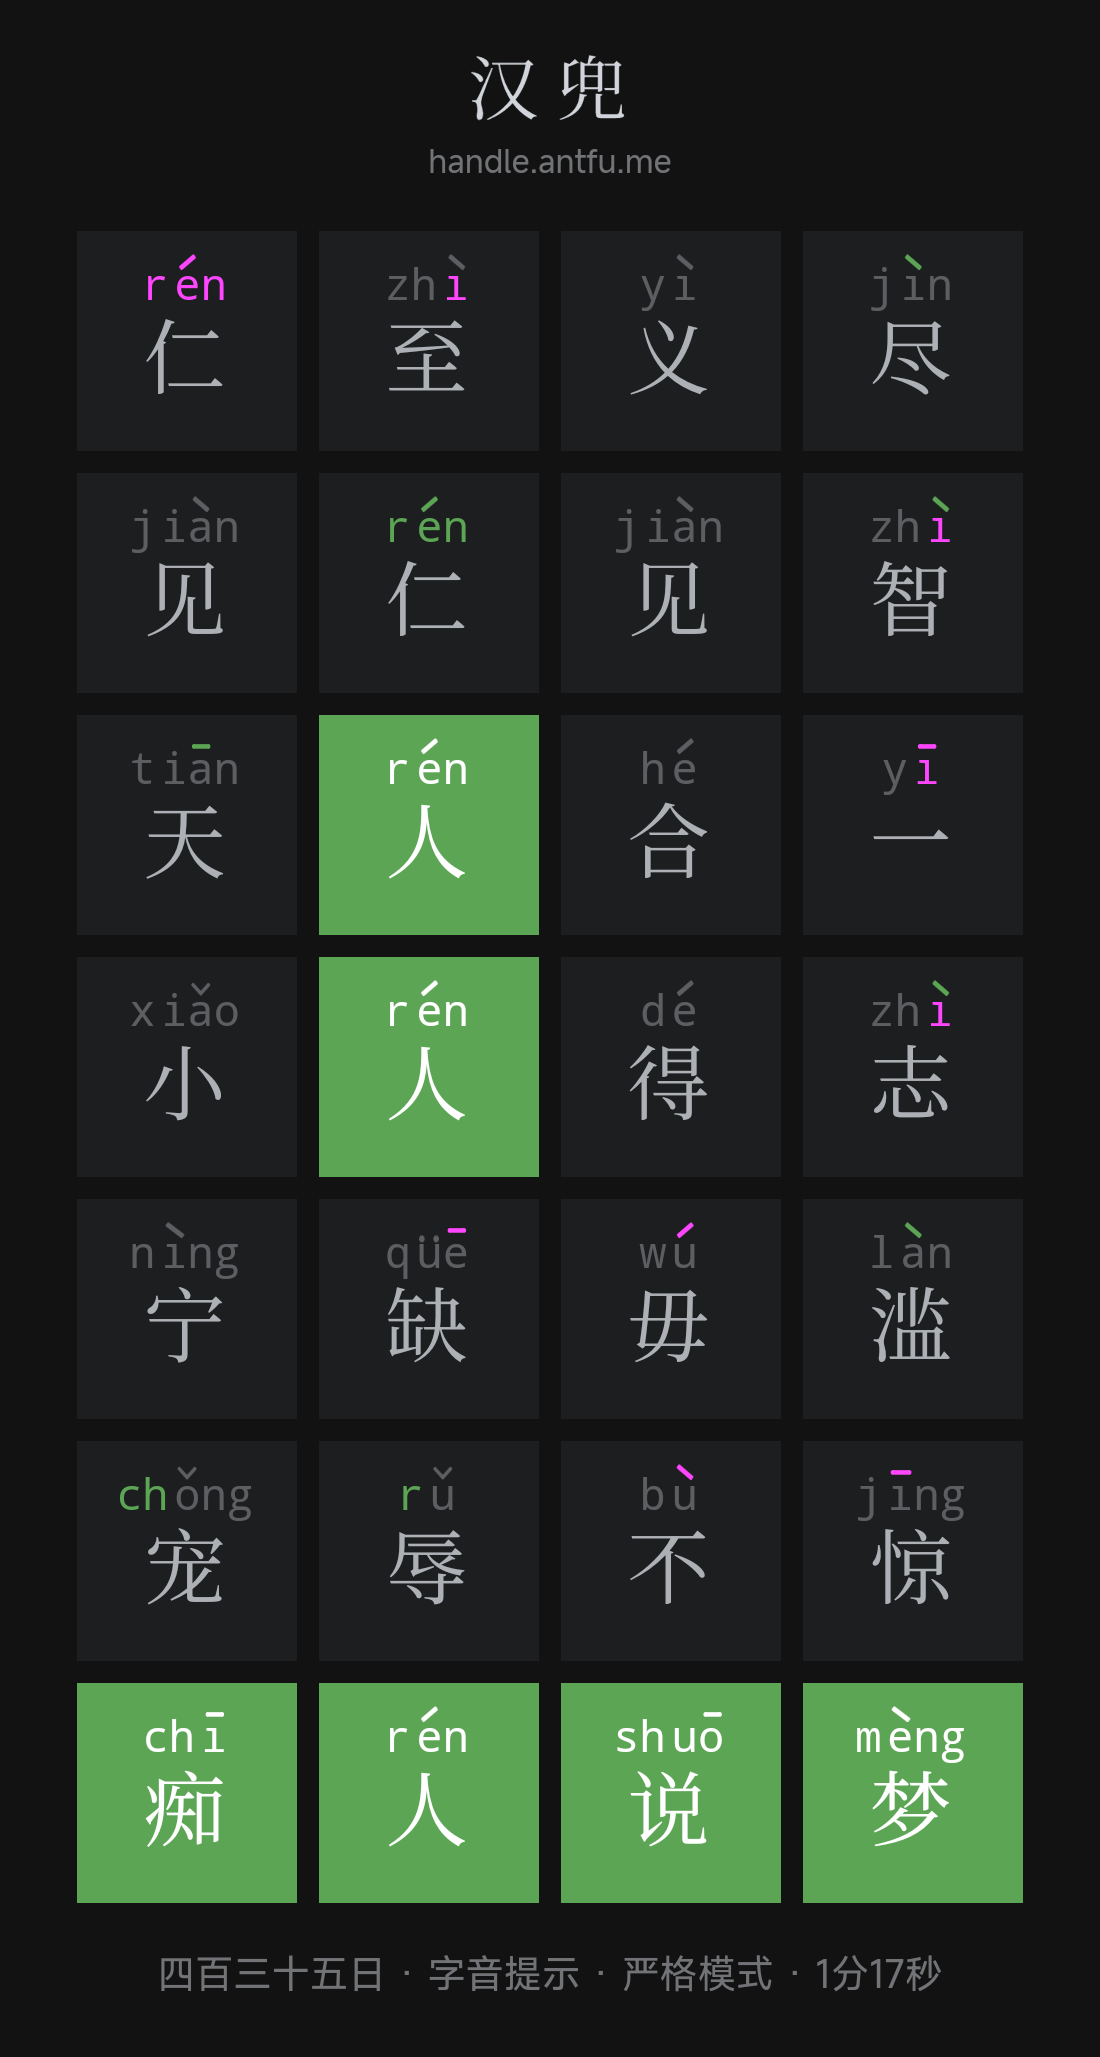 汉兜
handle.antfu.me
rén zhì yì jìn
仁 至 义 尽
jiàn rén jiàn zhì
见 仁 见 智
tiān rén hé yī
天 人 合 一
xiǎo rén dé zhì
小 人 得 志
nìng qüē wú làn
宁 缺 毋 滥
chǒng rǔ bù jīng
宠 辱 不 惊
chī rén shuō mèng
痴 人 说 梦
四百三十五日 · 字音提示 · 严格模式 · 1分17秒